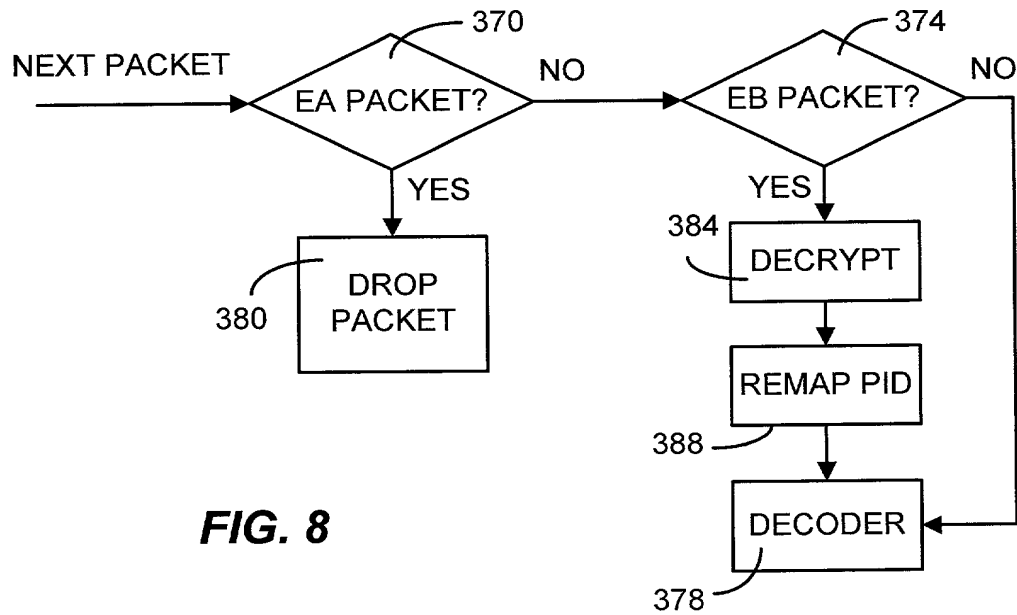 370
374
NEXT PACKET
NO
NO
EA PACKET?
EB PACKET?
YES
YES
384
DECRYPT
DROP
PACKET
380
REMAP PID
388
FIG. 8
DECODER
378